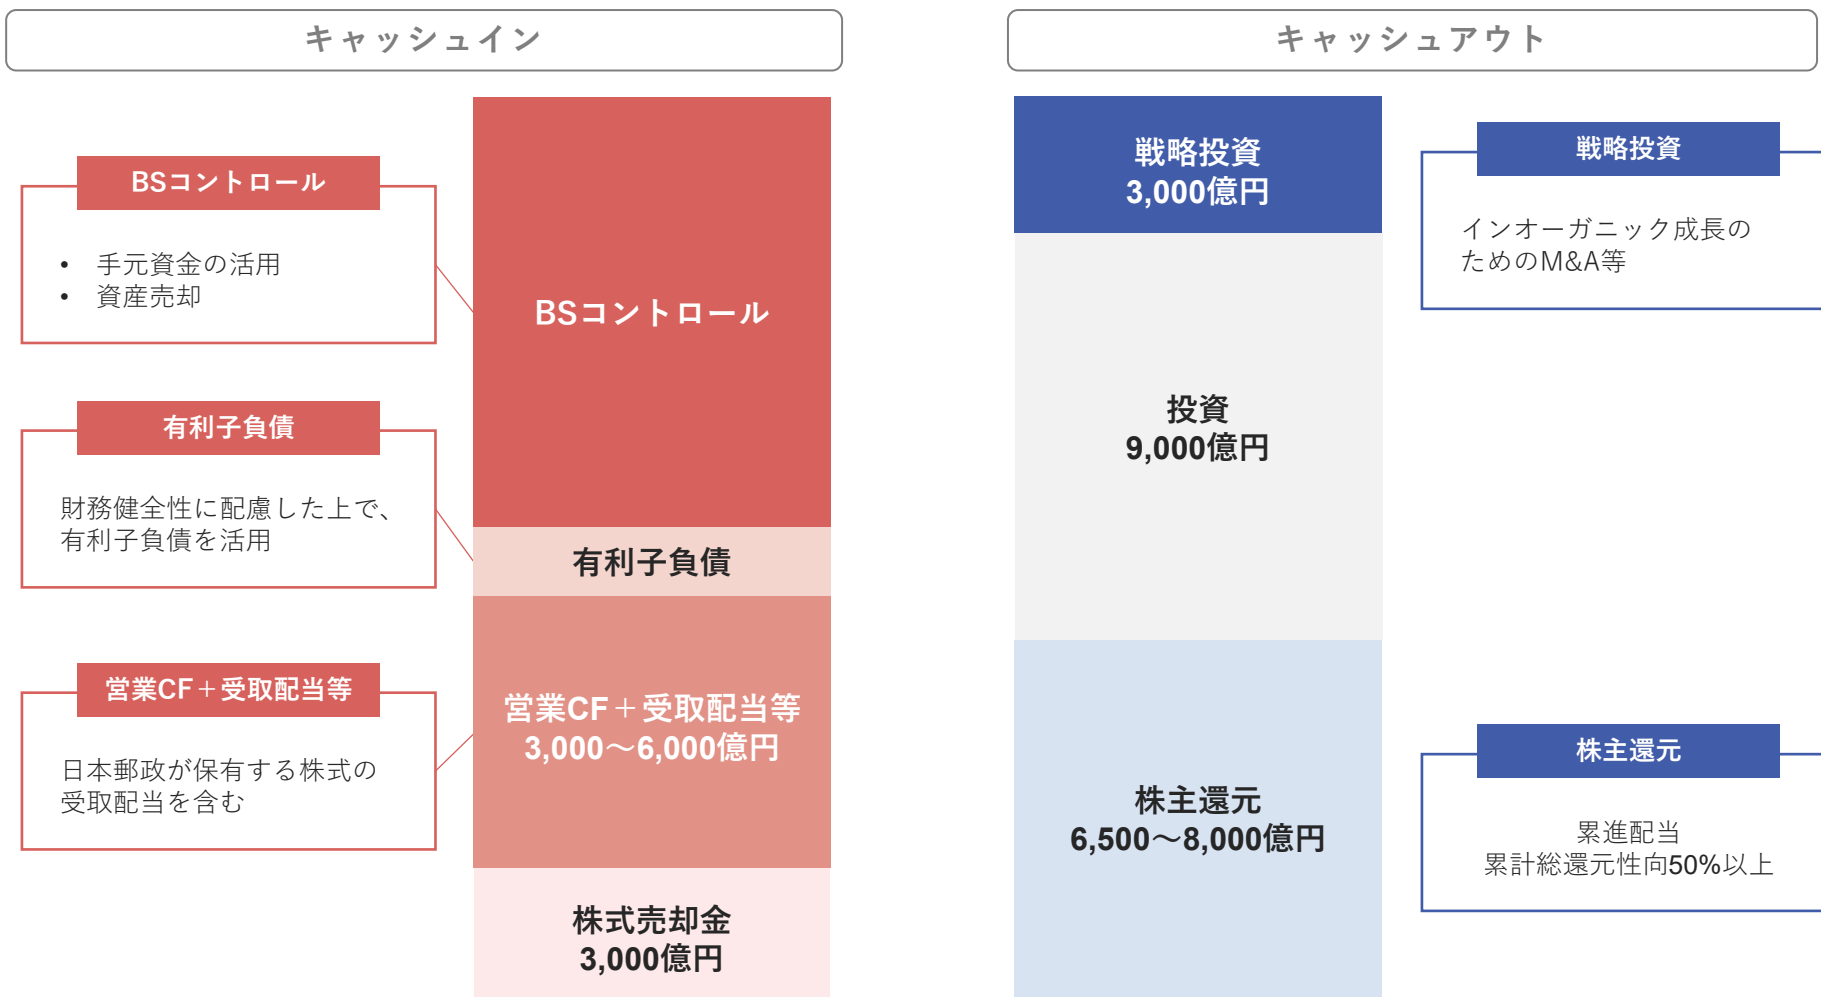 キャッシュイン
BSコントロール
• 手元資金の活用
• 資産売却
有利子負債
財務健全性に配慮した上で、
有利子負債を活用
営業CF＋受取配当等
日本郵政が保有する株式の
受取配当を含む
BSコントロール
有利子負債
営業CF＋受取配当等
3,000～6,000億円
株式売却金
3,000億円
キャッシュアウト
戦略投資
3,000億円
投資
9,000億円
株主還元
6,500～8,000億円
戦略投資
インオーガニック成長の
ためのM&A等
株主還元
累進配当
累計総還元性向50%以上